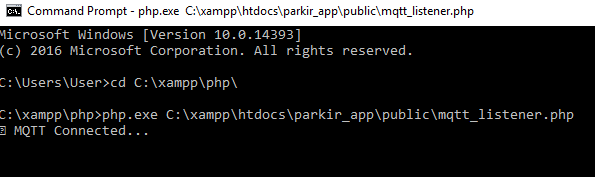 Command Prompt - php.exe C:\xampp\htdocs\parkir_app\public\mqtt_listener.php
Microsoft Windows [Version 10.0.14393]
(c) 2016 Microsoft Corporation. All rights reserved.
C:\Users\User>cd C:\xampp\php\
C:\xampp\php>php.exe C:\xampp\htdocs\parkir_app\public\mqtt_listener.php
MQTT Connected...